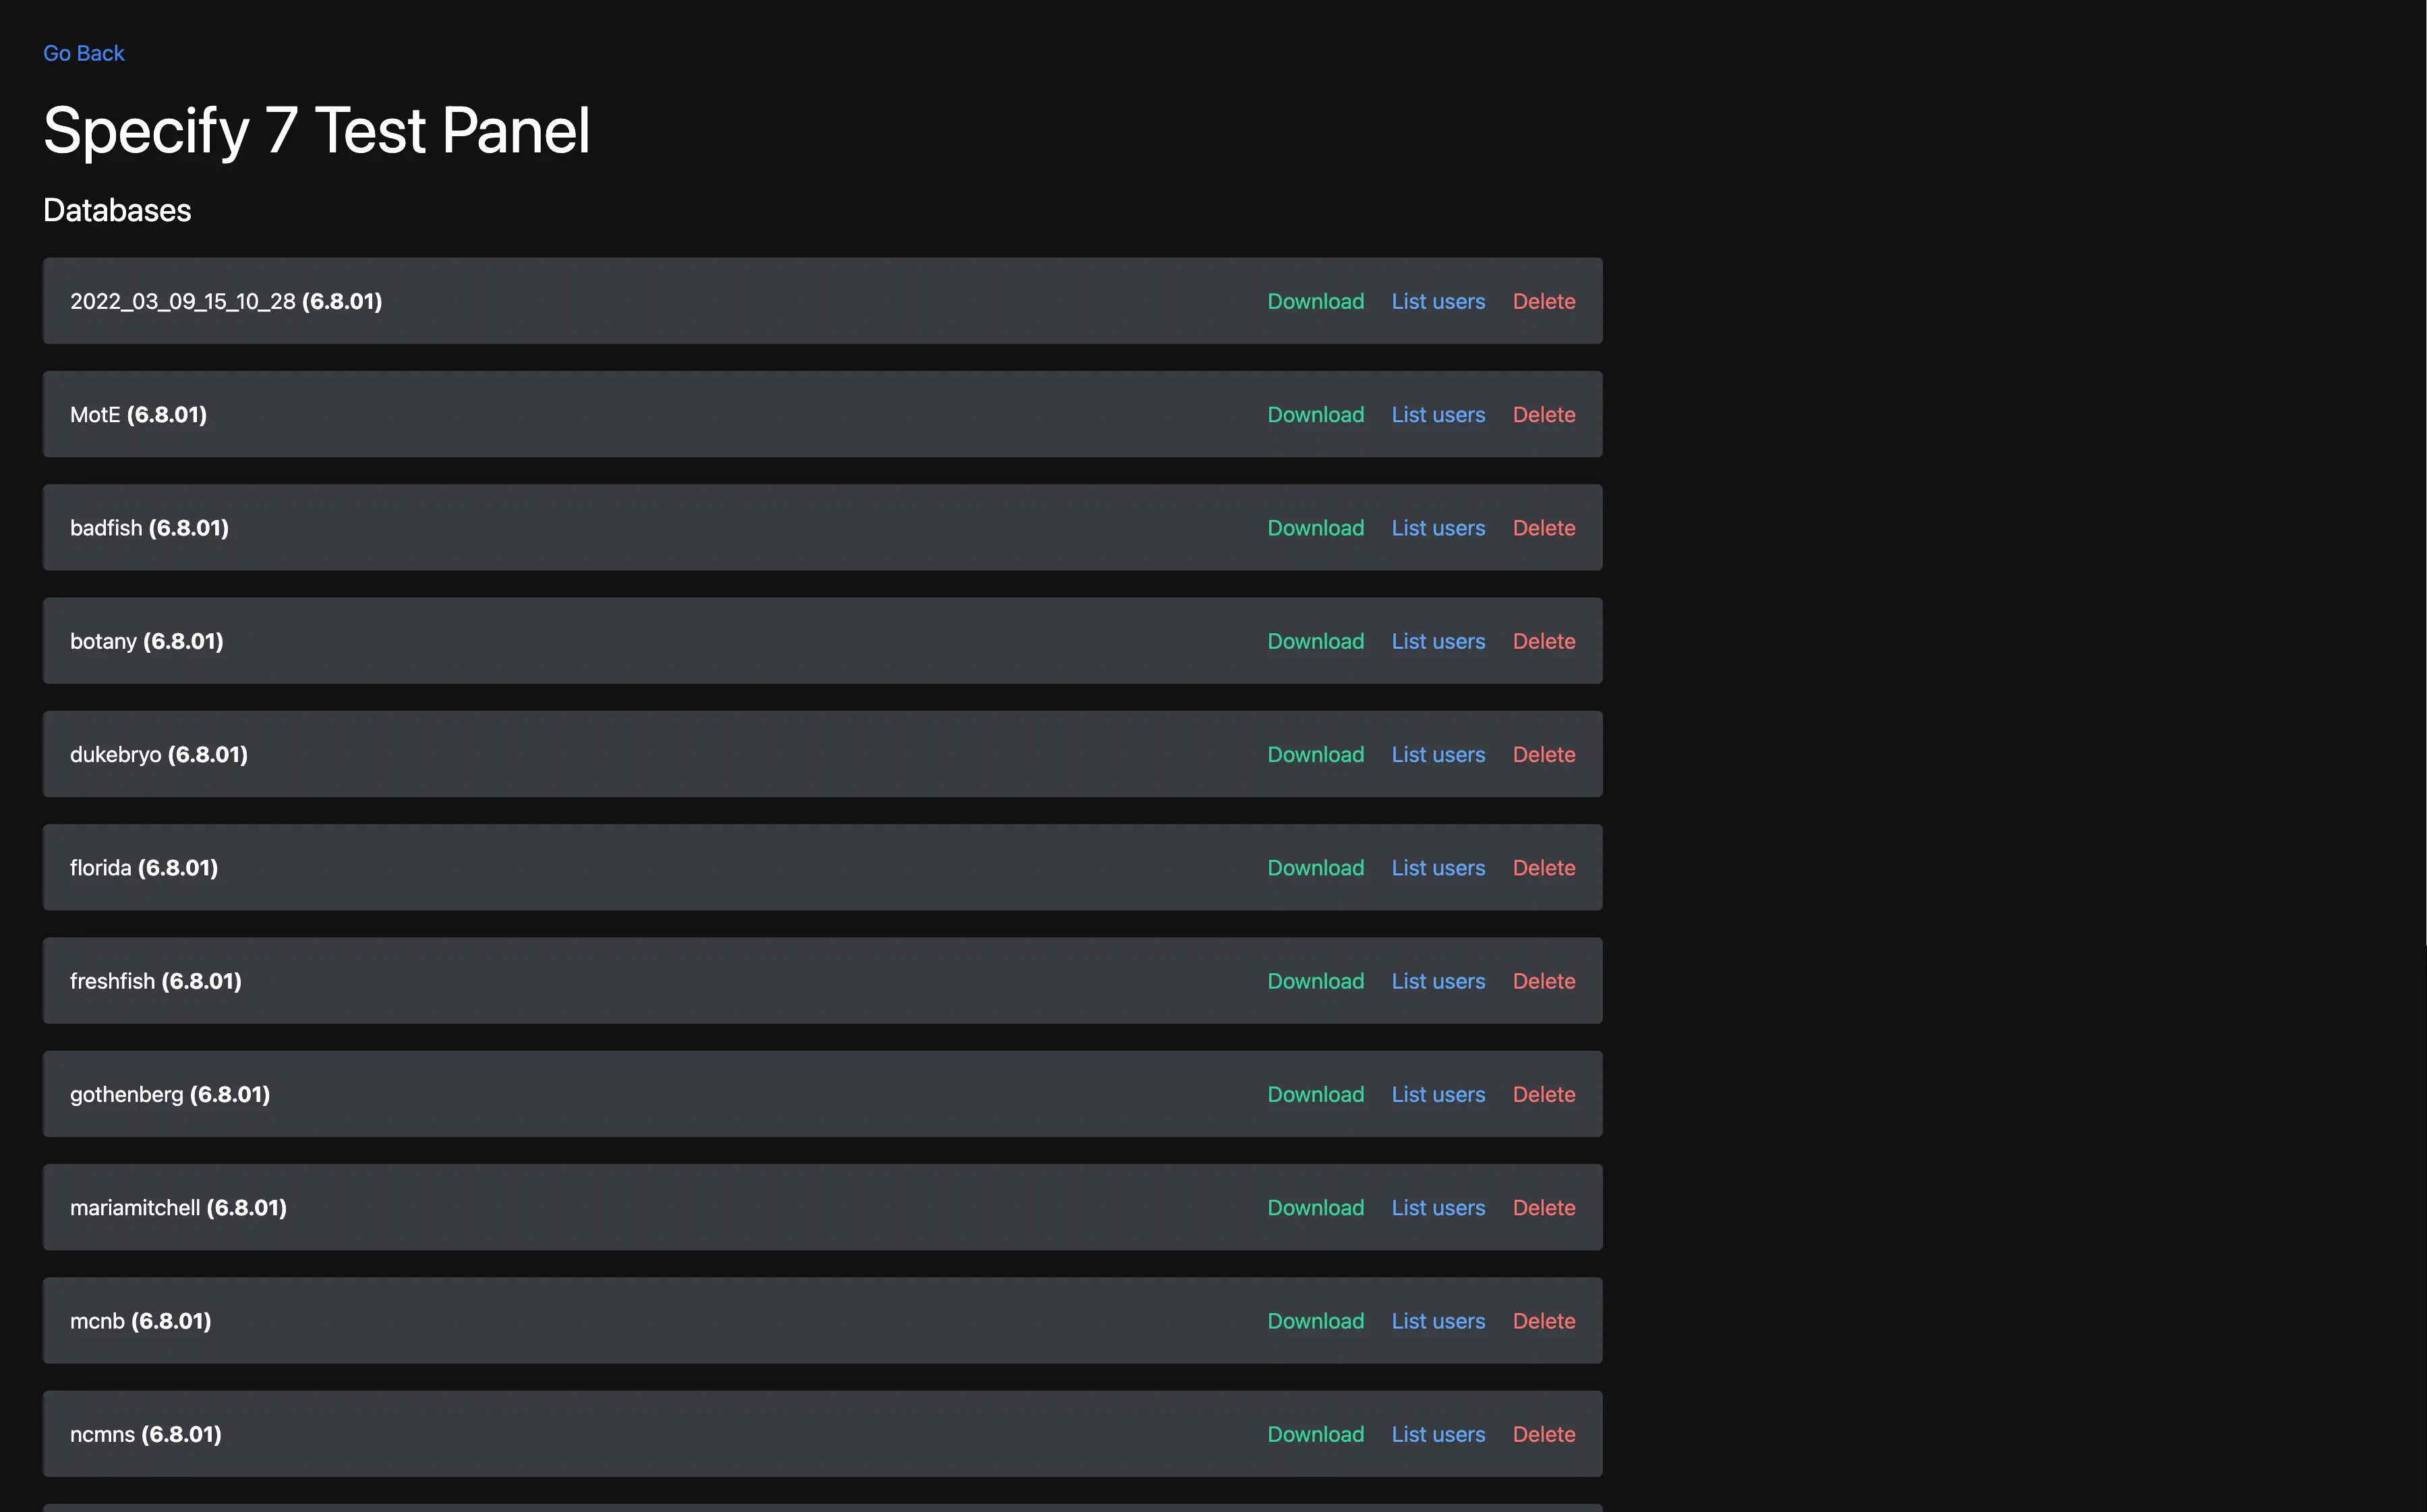 Go Back
Specify 7 Test Panel
Databases
2022_03_09_15_10_28 (6.8.01) Download List users Delete
MotE (6.8.01) Download List users Delete
badfish (6.8.01) Download List users Delete
botany (6.8.01) Download List users Delete
dukebryo (6.8.01) Download List users Delete
florida (6.8.01) Download List users Delete
freshfish (6.8.01) Download List users Delete
gothenberg (6.8.01) Download List users Delete
mariamitchell (6.8.01) Download List users Delete
mcnb (6.8.01) Download List users Delete
ncmns (6.8.01) Download List users Delete